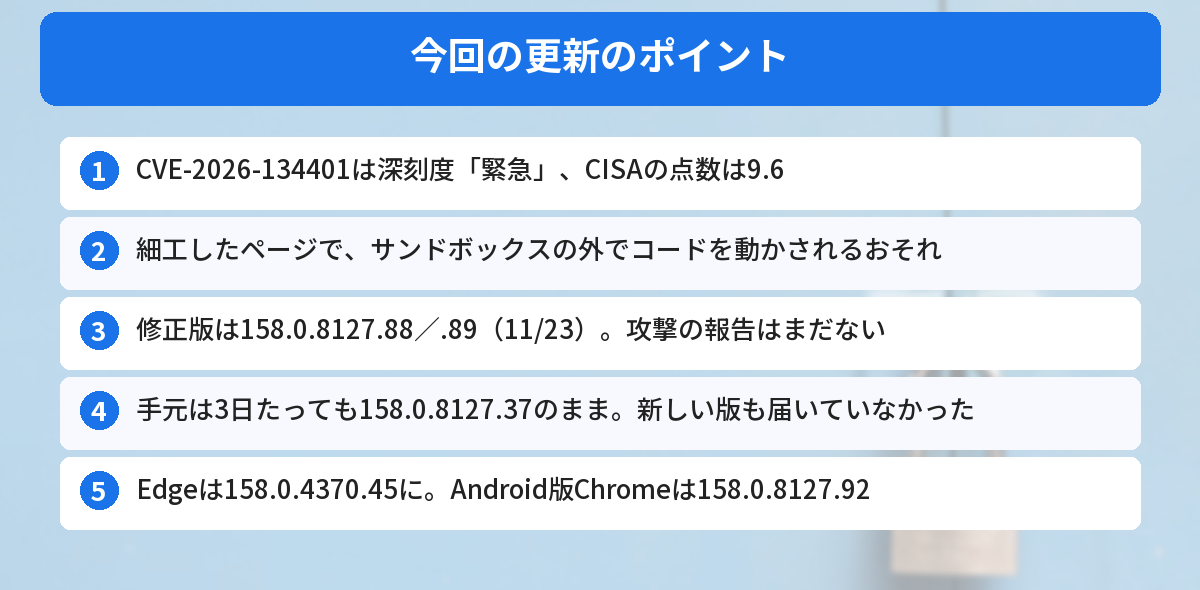 今回の更新のポイント
1 CVE-2026-134401は深刻度「緊急」、CISAの点数は9.6
2 細工したページで、サンドボックスの外でコードを動かされるおそれ
3 修正版は158.0.8127.88／.89（11/23）。攻撃の報告はまだない
4 手元は3日たっても158.0.8127.37のまま。新しい版も届いていなかった
5 Edgeは158.0.4370.45に。Android版Chromeは158.0.8127.92